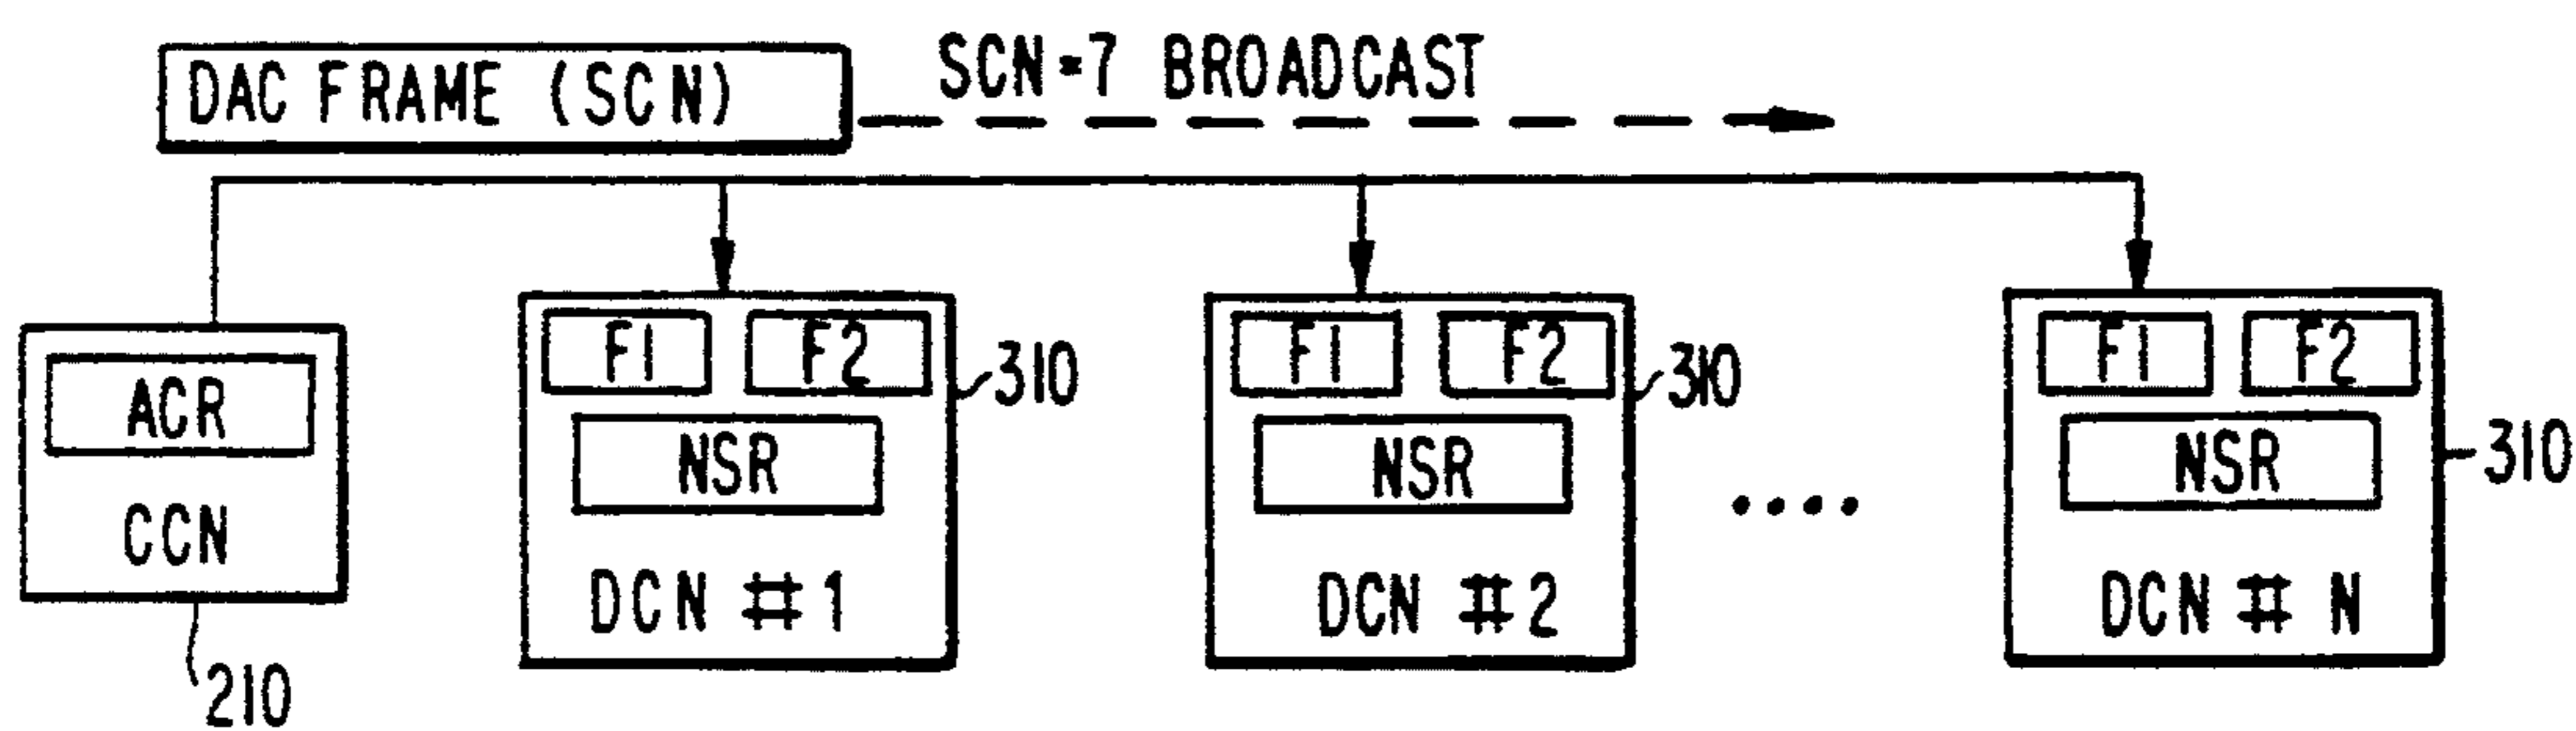 DAC FRAME (SCN)
SCN=7 BROADCAST
ACR
CCN
210
F1 F2
NSR
DCN #1
310
F1 F2
NSR
DCN #2
310
....
F1 F2
NSR
DCN # N
310